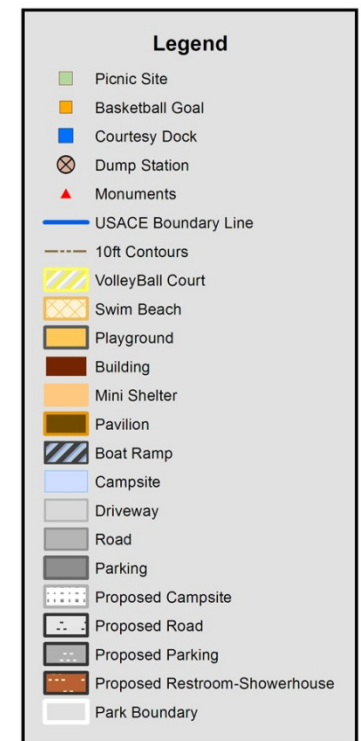 Legend
Picnic Site
Basketball Goal
Courtesy Dock
Dump Station
Monuments
USACE Boundary Line
10ft Contours
VolleyBall Court
Swim Beach
Playground
Building
Mini Shelter
Pavilion
Boat Ramp
Campsite
Driveway
Road
Parking
Proposed Campsite
Proposed Road
Proposed Parking
Proposed Restroom-Showerhouse
Park Boundary